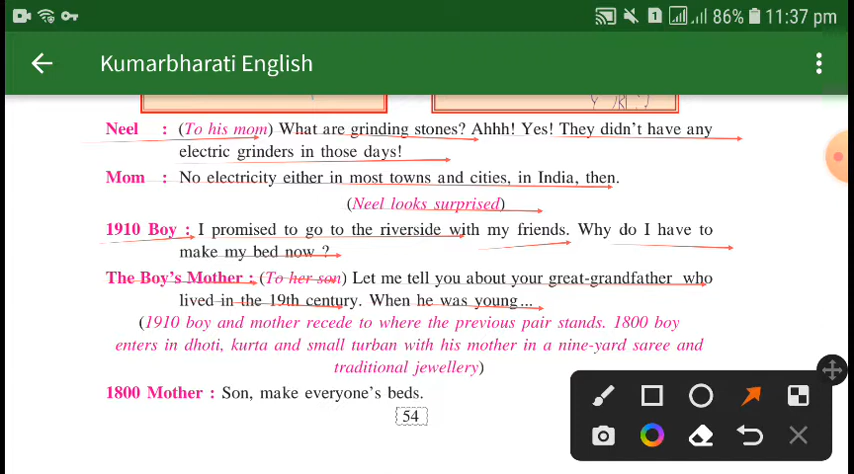 1 86% 11:37 pm
Kumarbharati English
Neel : (To his mom) What are grinding stones? Ahhh! Yes! They didn't have any
electric grinders in those days!
Mom : No electricity either in most towns and cities, in India, then.
(Neel looks surprised)
1910 Boy : I promised to go to the riverside with my friends. Why do I have to
make my bed now ?
The Boy's Mother : (To her son) Let me tell you about your great-grandfather who
lived in the 19th century. When he was young...
(1910 boy and mother recede to where the previous pair stands. 1800 boy
enters in dhoti, kurta and small turban with his mother in a nine-yard saree and
traditional jewellery)
1800 Mother : Son, make everyone's beds.
54